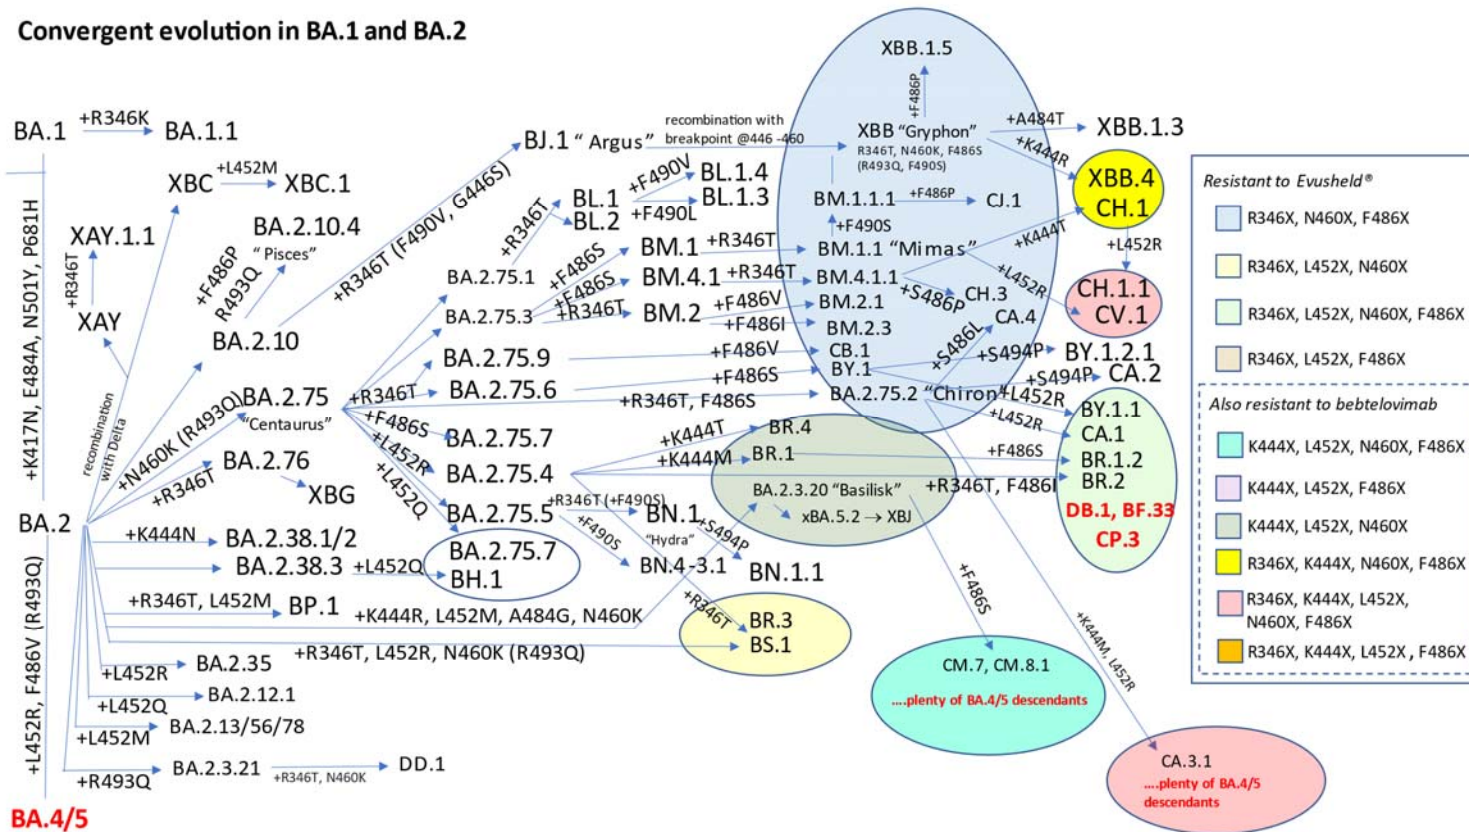 Convergent evolution in BA.1 and BA.2
BA.1
+R346K
BA.1.1
+K417N, E484A, N501Y, P681H
XBC
+L452M
XBC.1
XAY.1.1
+R346T
XAY
BA.2.10.4
"Pisces"
+F486P
R493Q
BA.2.10
recombination
with Delta
+R346T (F490V, G446S)
BJ.1 "Argus"
recombination with
breakpoint @446 -460
XBB.1.5
+F486P
XBB "Gryphon"
R346T, N460K, F486S
(R493Q, F490S)
+A484T
XBB.1.3
+K444R
XBB.4
CH.1
+L452R
CH.1.1
CV.1
BA.2.75.1
+R346T
BL.1
BL.2
+F490V
+F490L
BL.1.4
BL.1.3
BM.1.1.1
+F486P
CJ.1
+F490S
BA.2.75.3
+F486S
+F486S
+R346T
BM.1
+R346T
BM.1.1 "Mimas"
+K444T
+L452R
BM.4.1
+R346T
BM.4.1.1
+S486P
CH.3
BM.2
+F486V
BM.2.1
+F486I
BM.2.3
CA.4
+S486L
+N460K (R493Q)
BA.2.75
"Centaurus"
+R346T
BA.2.75.9
+F486V
CB.1
BA.2.75.6
+F486S
BY.1
+S494P
BY.1.2.1
+R346T, F486S
BA.2.75.2 "Chiron"
+S494P
CA.2
+L452R
+L452R
BY.1.1
CA.1
BR.1.2
BR.2
DB.1, BF.33
CP.3
+F486S
BA.2.75.7
+L452R
BA.2.75.4
+K444T
BR.4
+K444M
BR.1
+F486S
+R346T, F486I
+L452Q
BA.2.75.5
+R346T (+F490S)
BN.1
"Hydra"
+S494P
BN.1.1
+F490S
BN.4-3.1
+R346T
BA.2.3.20 "Basilisk"
xBA.5.2 → XBJ
+F486S
+K444M, L452R
+R346T
BA.2.76
XBG
BA.2
+K444N
BA.2.38.1/2
BA.2.38.3
+L452Q
BA.2.75.7
BH.1
+R346T, L452M
BP.1
+K444R, L452M, A484G, N460K
+R346T, L452R, N460K (R493Q)
BR.3
BS.1
+L452R
BA.2.35
+L452Q
BA.2.12.1
+L452M
BA.2.13/56/78
+R493Q
BA.2.3.21
+R346T, N460K
DD.1
+L452R, F486V (R493Q)
BA.4/5
CM.7, CM.8.1
....plenty of BA.4/5 descendants
CA.3.1
....plenty of BA.4/5
descendants
Resistant to Evusheld®
R346X, N460X, F486X
R346X, L452X, N460X
R346X, L452X, N460X, F486X
R346X, L452X, F486X
Also resistant to bebtelovimab
K444X, L452X, N460X, F486X
K444X, L452X, F486X
K444X, L452X, N460X
R346X, K444X, N460X, F486X
R346X, K444X, L452X,
N460X, F486X
R346X, K444X, L452X , F486X